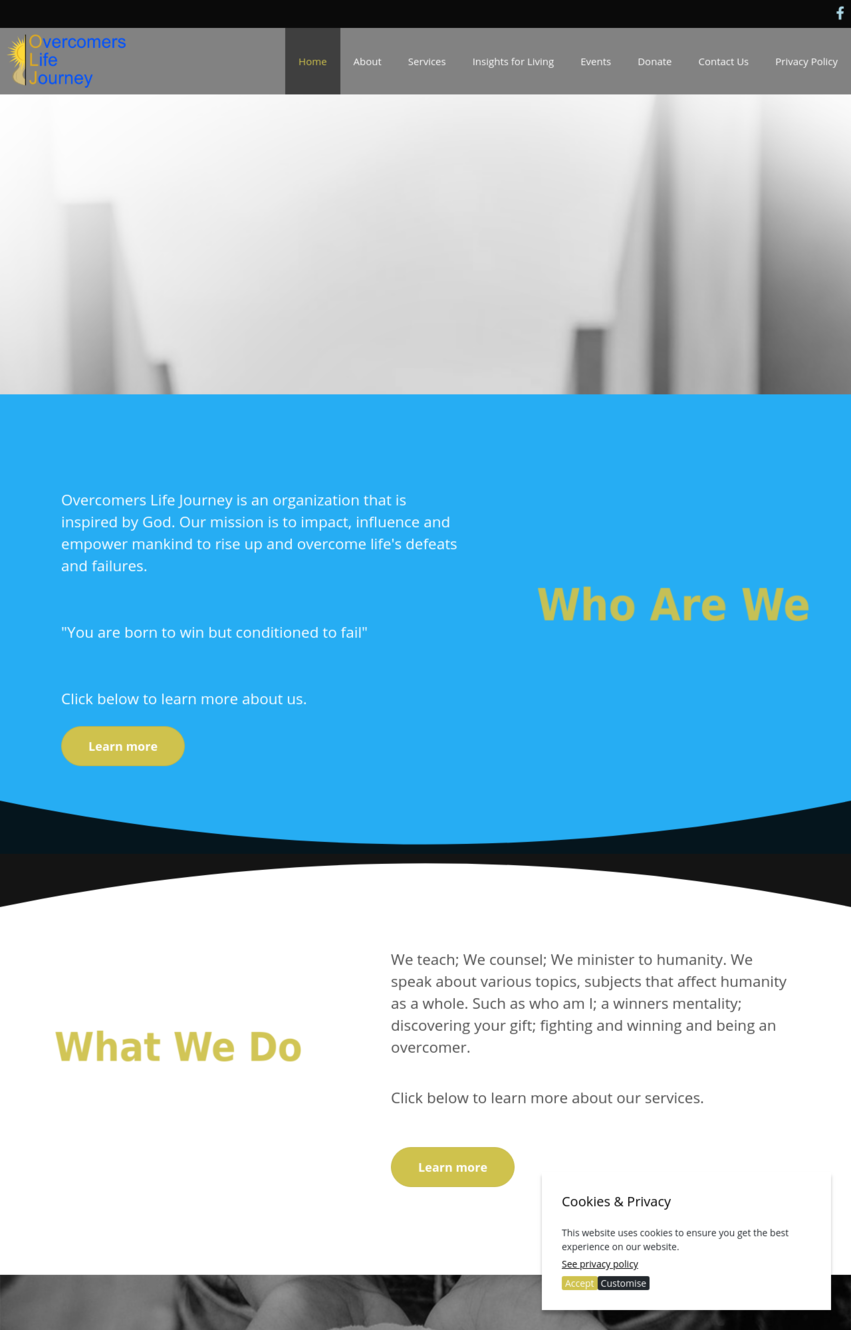 Overcomers
Life
Journey
Home
About
Services
Insights for Living
Events
Donate
Contact Us
Privacy Policy
Overcomers Life Journey is an organization that is
inspired by God. Our mission is to impact, influence and
empower mankind to rise up and overcome life's defeats
and failures.
"You are born to win but conditioned to fail"
Click below to learn more about us.
Learn more
Who Are We
What We Do
We teach; We counsel; We minister to humanity. We
speak about various topics, subjects that affect humanity
as a whole. Such as who am I; a winners mentality;
discovering your gift; fighting and winning and being an
overcomer.
Click below to learn more about our services.
Learn more
Cookies & Privacy
This website uses cookies to ensure you get the best
experience on our website.
See privacy policy
Accept
Customise